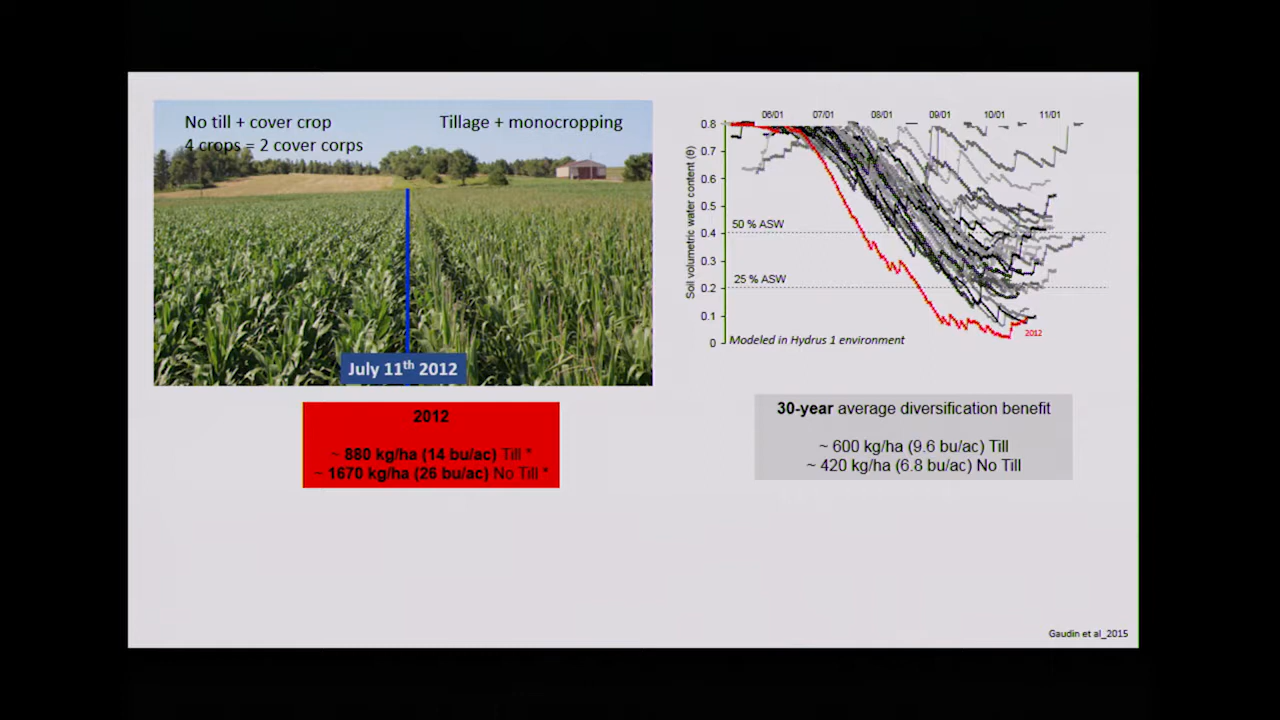 No till + cover crop
4 crops = 2 cover corps
Tillage + monocropping
July 11th 2012
2012
~ 880 kg/ha (14 bu/ac) Till *
~ 1670 kg/ha (26 bu/ac) No Till *
06/01 07/01 08/01 09/01 10/01 11/01
Soil volumetric water content (θ)
0.8
0.7
0.6
0.5
50 % ASW
0.4
0.3
25 % ASW
0.2
0.1
2012
0
Modeled in Hydrus 1 environment
30-year average diversification benefit
~ 600 kg/ha (9.6 bu/ac) Till
~ 420 kg/ha (6.8 bu/ac) No Till
Gaudin et al_2015